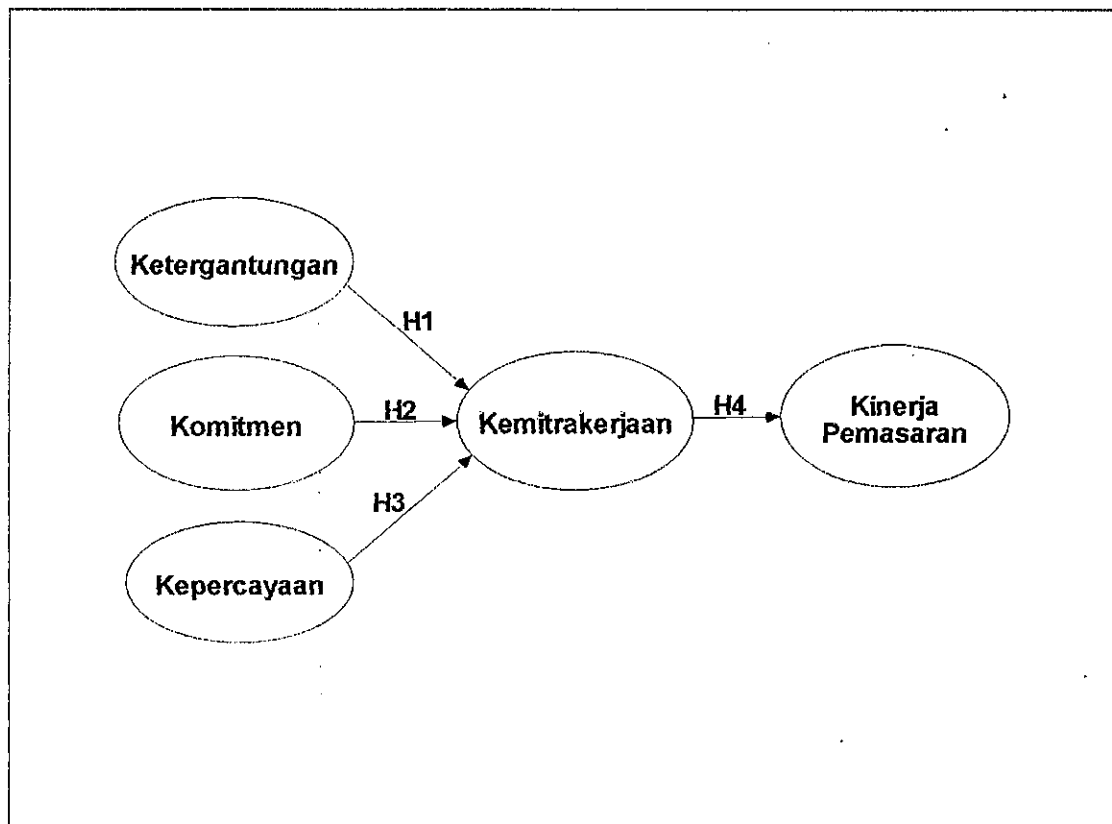 Ketergantungan
H1
Komitmen
H2
Kemitrakerjaan
H4
Kinerja
Pemasaran
H3
Kepercayaan